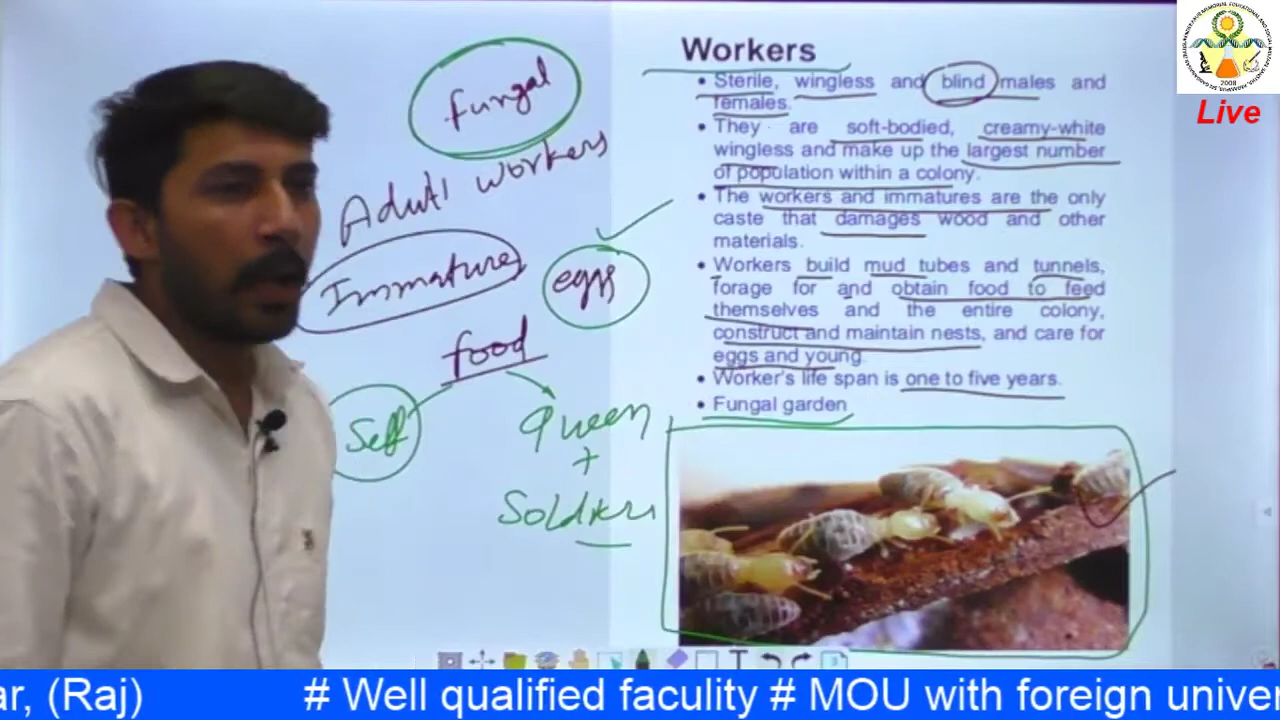 Workers
• Sterile, wingless and blind males and
females.
• They are soft-bodied, creamy-white
wingless and make up the largest number
of population within a colony.
• The workers and immatures are the only
caste that damages wood and other
materials.
• Workers build mud tubes and tunnels,
forage for and obtain food to feed
themselves and the entire colony,
construct and maintain nests, and care for
eggs and young.
• Worker's life span is one to five years.
• Fungal garden
fungal
Adult workers
Immature
eggs
food
Self
Queen
+
Soldiers
2008
Live
ar, (Raj) # Well qualified faculity # MOU with foreign univer